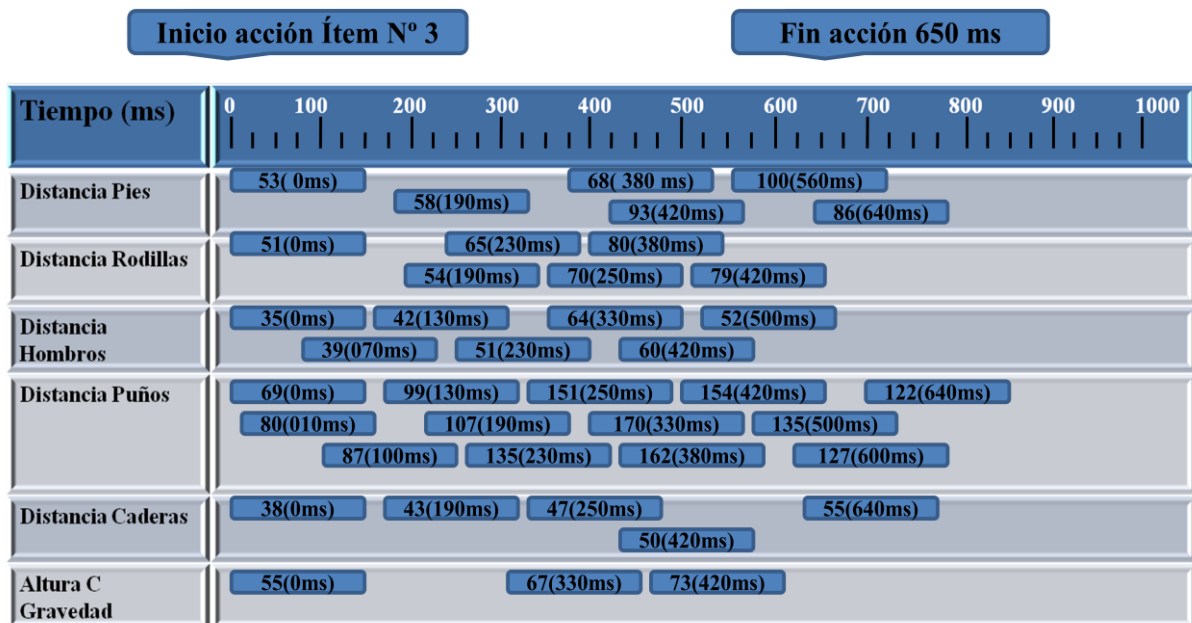 Inicio acción Ítem Nº 3
Fin acción 650 ms
Tiempo (ms)
0 100 200 300 400 500 600 700 800 900 1000
Distancia Pies
53( 0ms) 68( 380 ms) 100(560ms)
58(190ms) 93(420ms) 86(640ms)
Distancia Rodillas
51(0ms) 65(230ms) 80(380ms)
54(190ms) 70(250ms) 79(420ms)
Distancia
Hombros
35(0ms) 42(130ms) 64(330ms) 52(500ms)
39(070ms) 51(230ms) 60(420ms)
Distancia Puños
69(0ms) 99(130ms) 151(250ms) 154(420ms) 122(640ms)
80(010ms) 107(190ms) 170(330ms) 135(500ms)
87(100ms) 135(230ms) 162(380ms) 127(600ms)
Distancia Caderas
38(0ms) 43(190ms) 47(250ms) 55(640ms)
50(420ms)
Altura C
Gravedad
55(0ms) 67(330ms) 73(420ms)